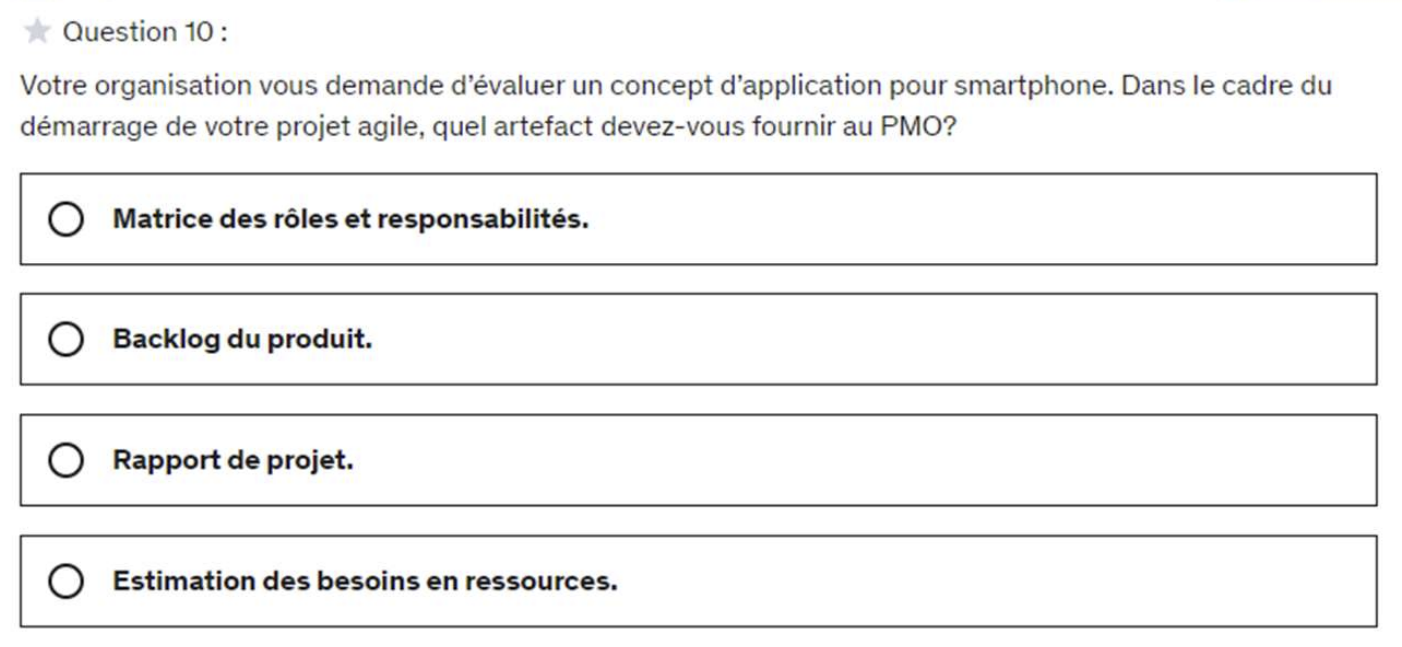 Question 10 :
Votre organisation vous demande d'évaluer un concept d'application pour smartphone. Dans le cadre du
démarrage de votre projet agile, quel artefact devez-vous fournir au PMO?
Matrice des rôles et responsabilités.
Backlog du produit.
Rapport de projet.
Estimation des besoins en ressources.